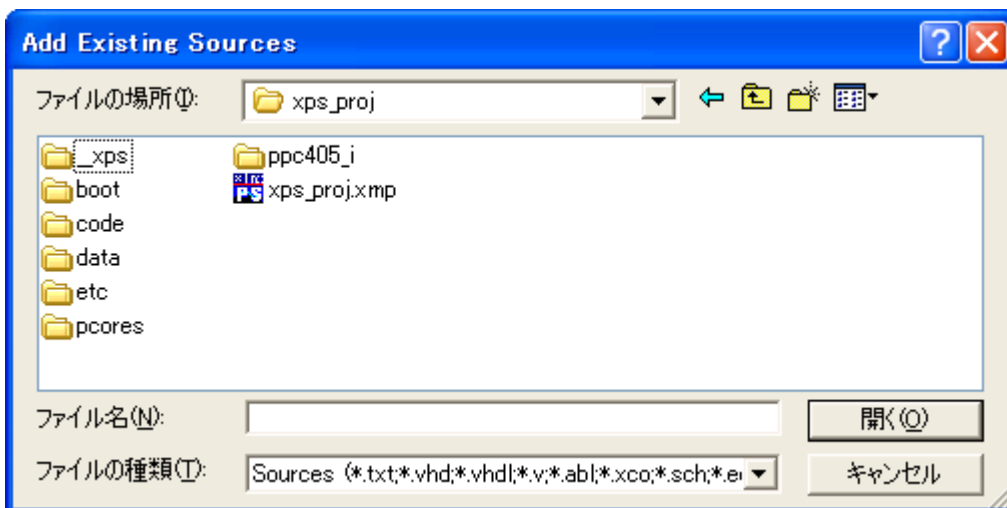 Add Existing Sources
ファイルの場所(I):
xps_proj
_xps
boot
code
data
etc
pcores
ppc405_i
xps_proj.xmp
ファイル名(N):
開く(O)
ファイルの種類(T):
Sources (*.txt;*.vhd;*.vhdl;*.v;*.abl;*.xco;*.sch;*.e
キャンセル